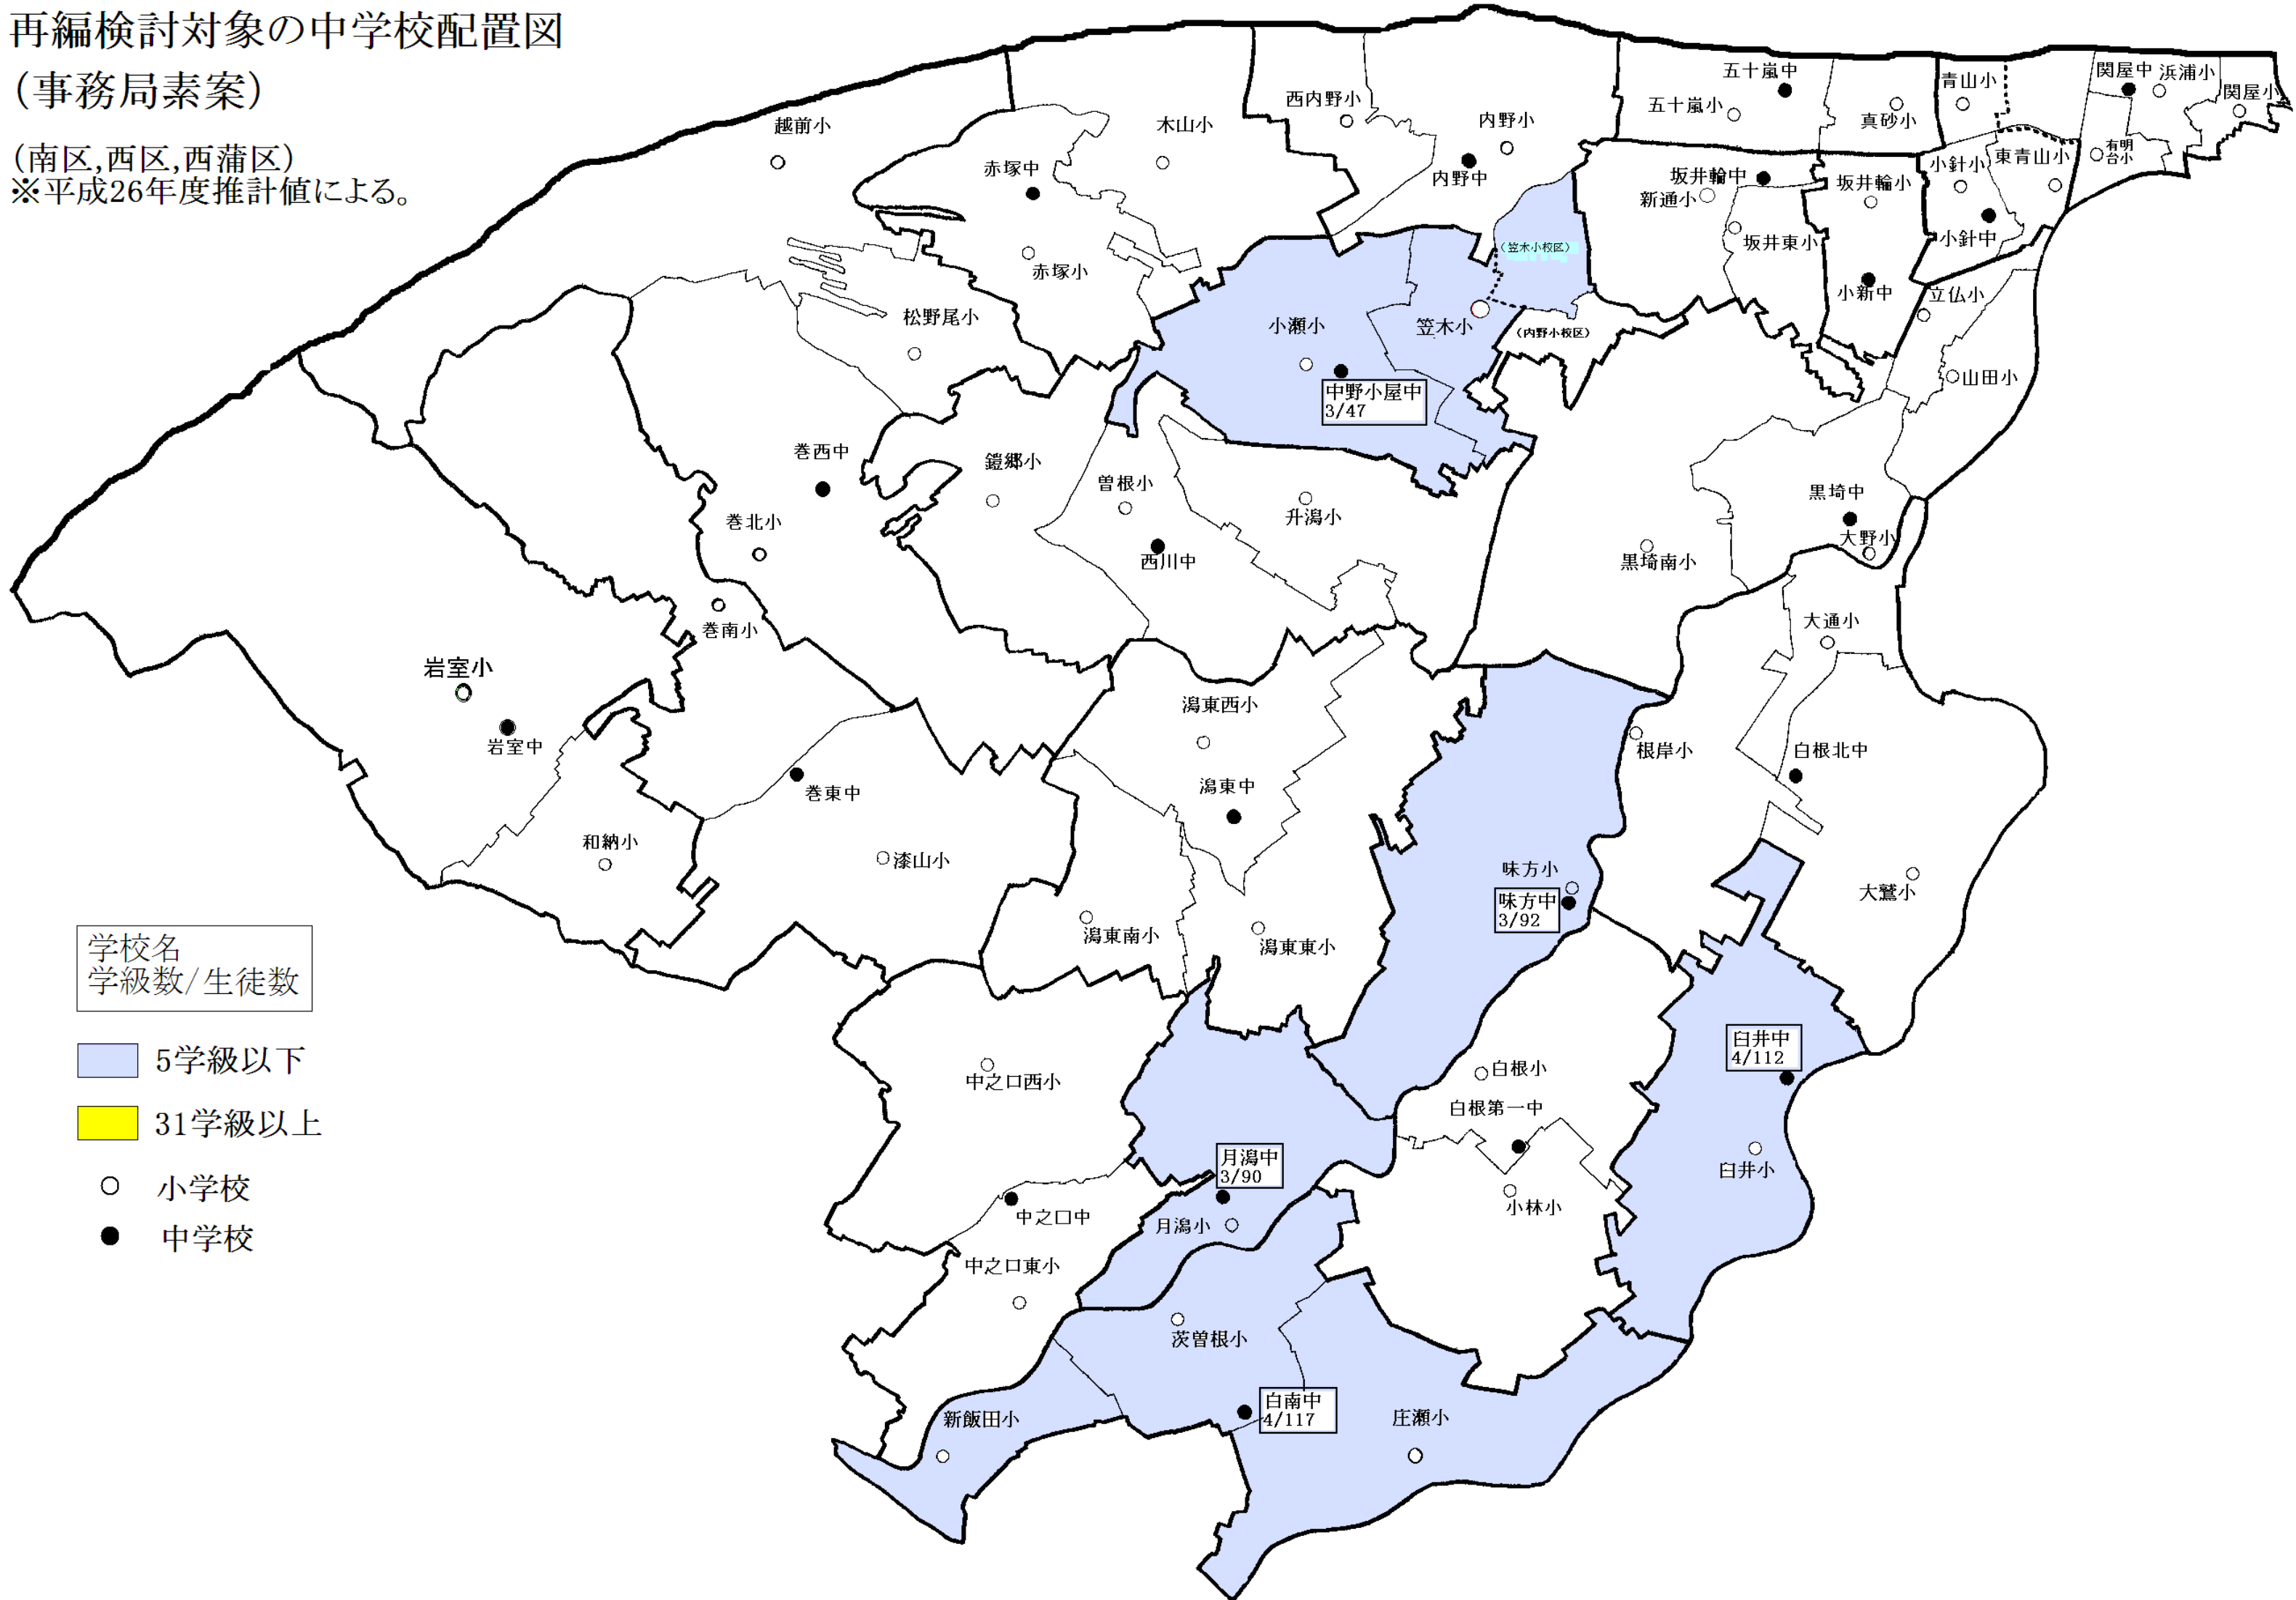 再編検討対象の中学校配置図
（事務局素案）
（南区,西区,西蒲区）
※平成26年度推計値による。
越前小
木山小
赤塚中
赤塚小
松野尾小
西内野小
内野小
内野中
五十嵐中
五十嵐小
真砂小
青山小
関屋中
浜浦小
関屋小
有明
台小
小針小
東青山小
小針中
坂井輪中
新通小
坂井東小
坂井輪小
小新中
立仏小
山田小
（笠木小校区）
笠木小
（内野小校区）
小瀬小
中野小屋中
3/47
巻西中
鎧郷小
曽根小
升潟小
西川中
巻北小
巻南小
黒埼中
大野小
黒埼南小
大通小
岩室小
岩室中
潟東西小
潟東中
根岸小
白根北中
巻東中
和納小
漆山小
味方小
味方中
3/92
大鷲小
潟東南小
潟東東小
学校名
学級数/生徒数
5学級以下
31学級以上
小学校
中学校
中之口西小
白根小
白根第一中
臼井中
4/112
臼井小
月潟中
3/90
月潟小
小林小
中之口中
中之口東小
茨曽根小
白南中
4/117
新飯田小
庄瀬小